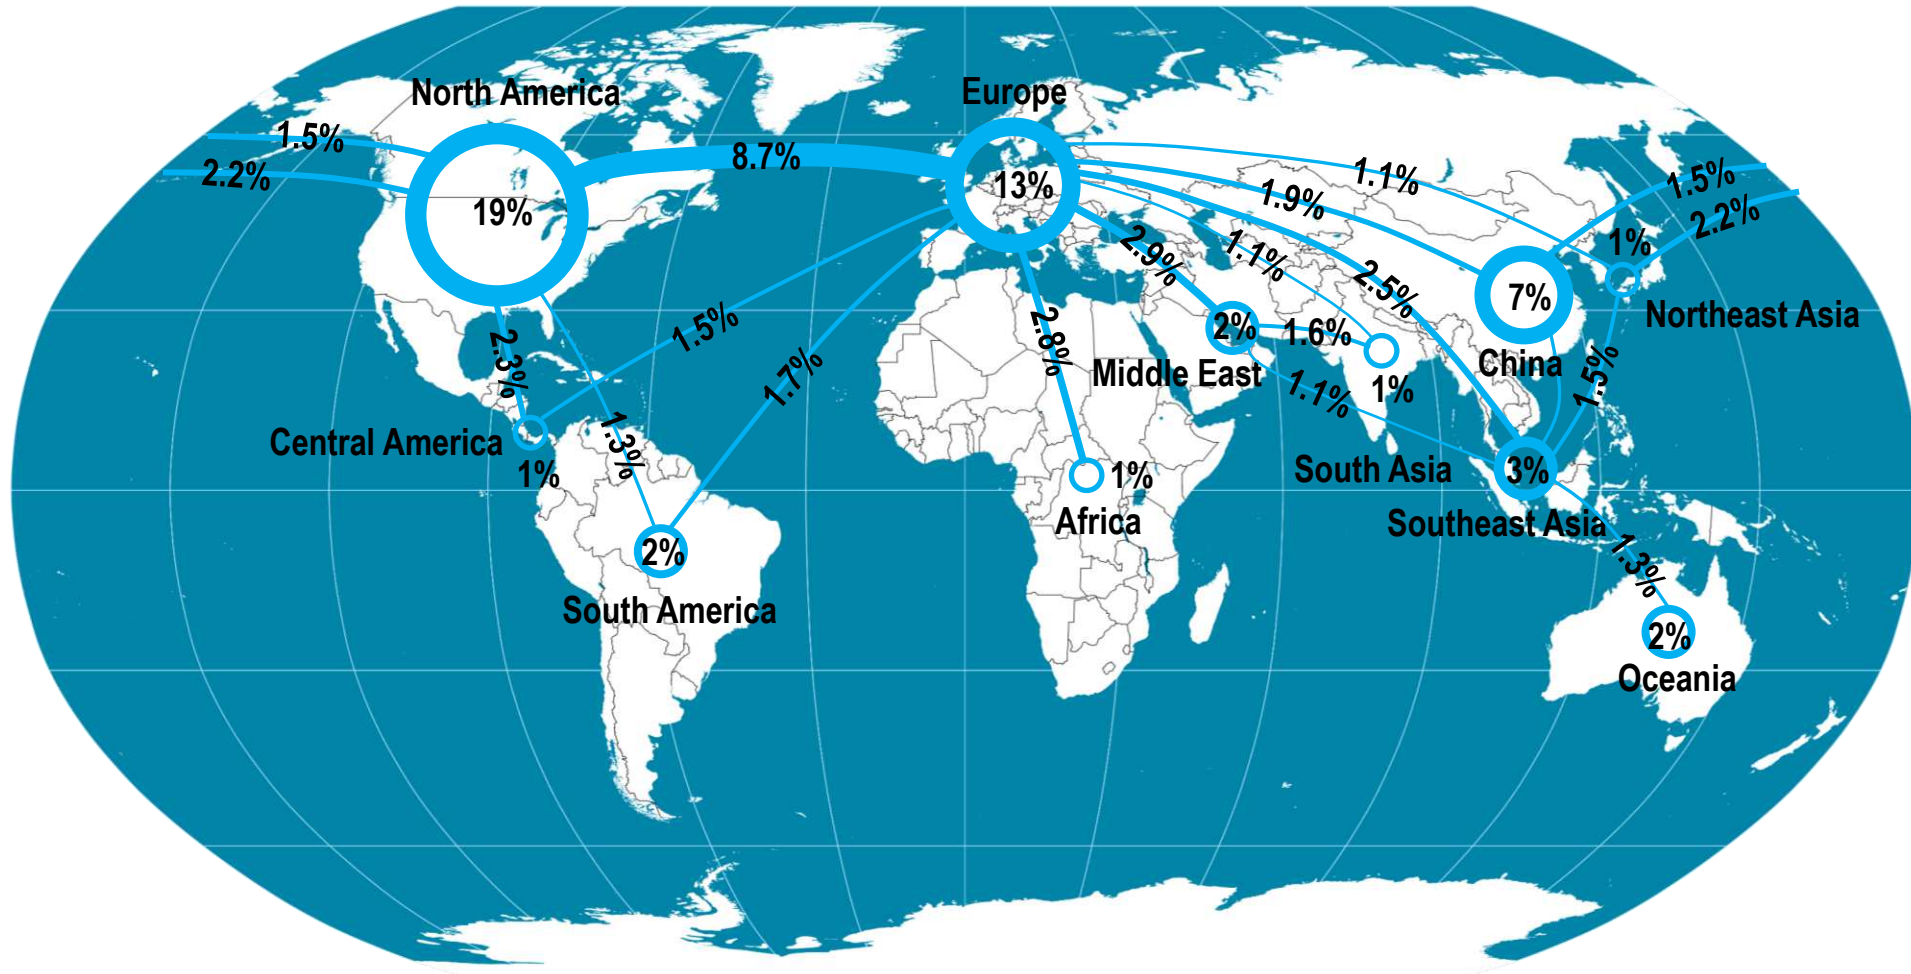 North America
Europe
1.5%
2.2%
8.7%
19%
13%
1.1%
1.9%
1.5%
2.2%
1%
2.9%
1.1%
2.5%
7%
Northeast Asia
2.3%
1.5%
2.8%
2%
1.6%
China
1.7%
Middle East
1.1%
1%
1.5%
Central America
1.3%
1%
1%
South Asia
3%
Africa
Southeast Asia
2%
1.3%
South America
2%
Oceania